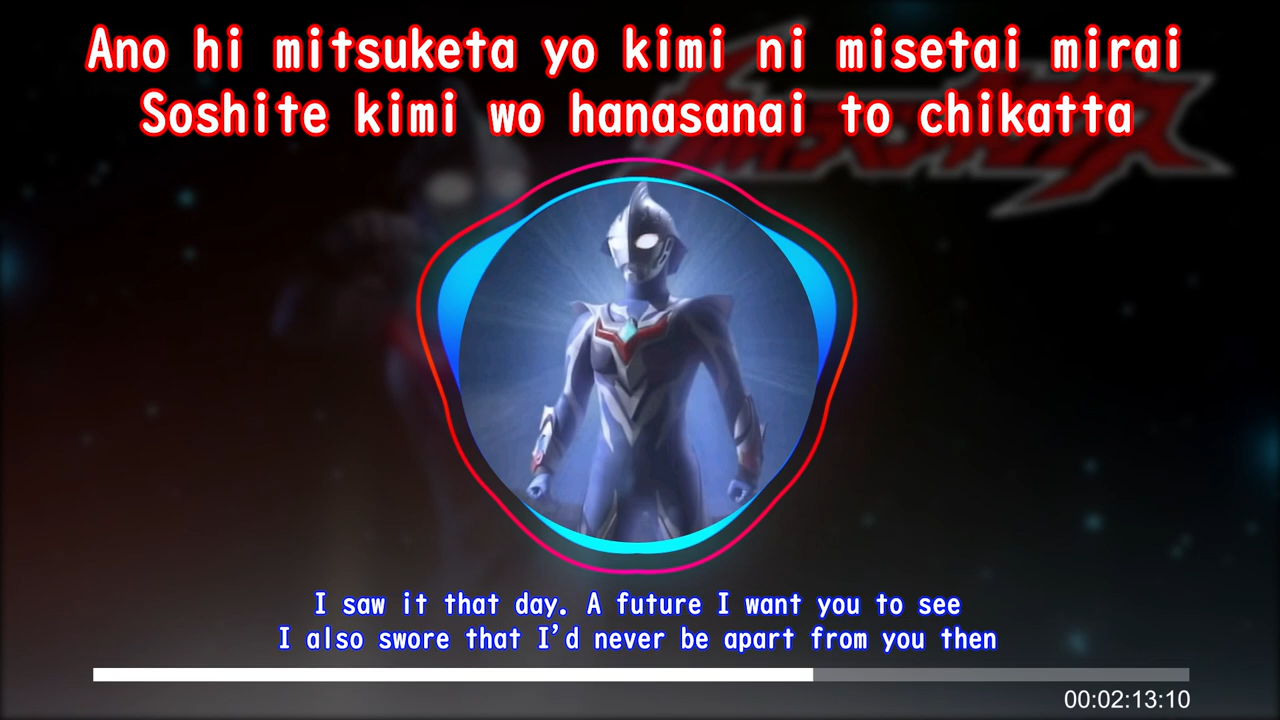 Ano hi mitsuketa yo kimi ni misetai mirai
Soshite kimi wo hanasanai to chikatta
I saw it that day. A future I want you to see
I also swore that I'd never be apart from you then
00:02:13:10